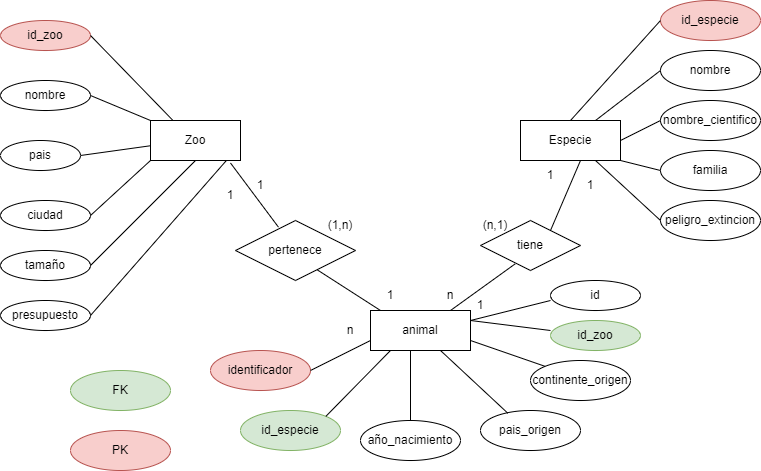 id_especie
id_zoo
nombre
nombre
nombre_cientifico
Zoo
Especie
pais
familia
1
1
1
1
ciudad
peligro_extincion
(1,n)
(n,1)
pertenece
tiene
tamaño
1
n
id
1
presupuesto
n
animal
id_zoo
identificador
continente_origen
FK
id_especie
año_nacimiento
pais_origen
PK